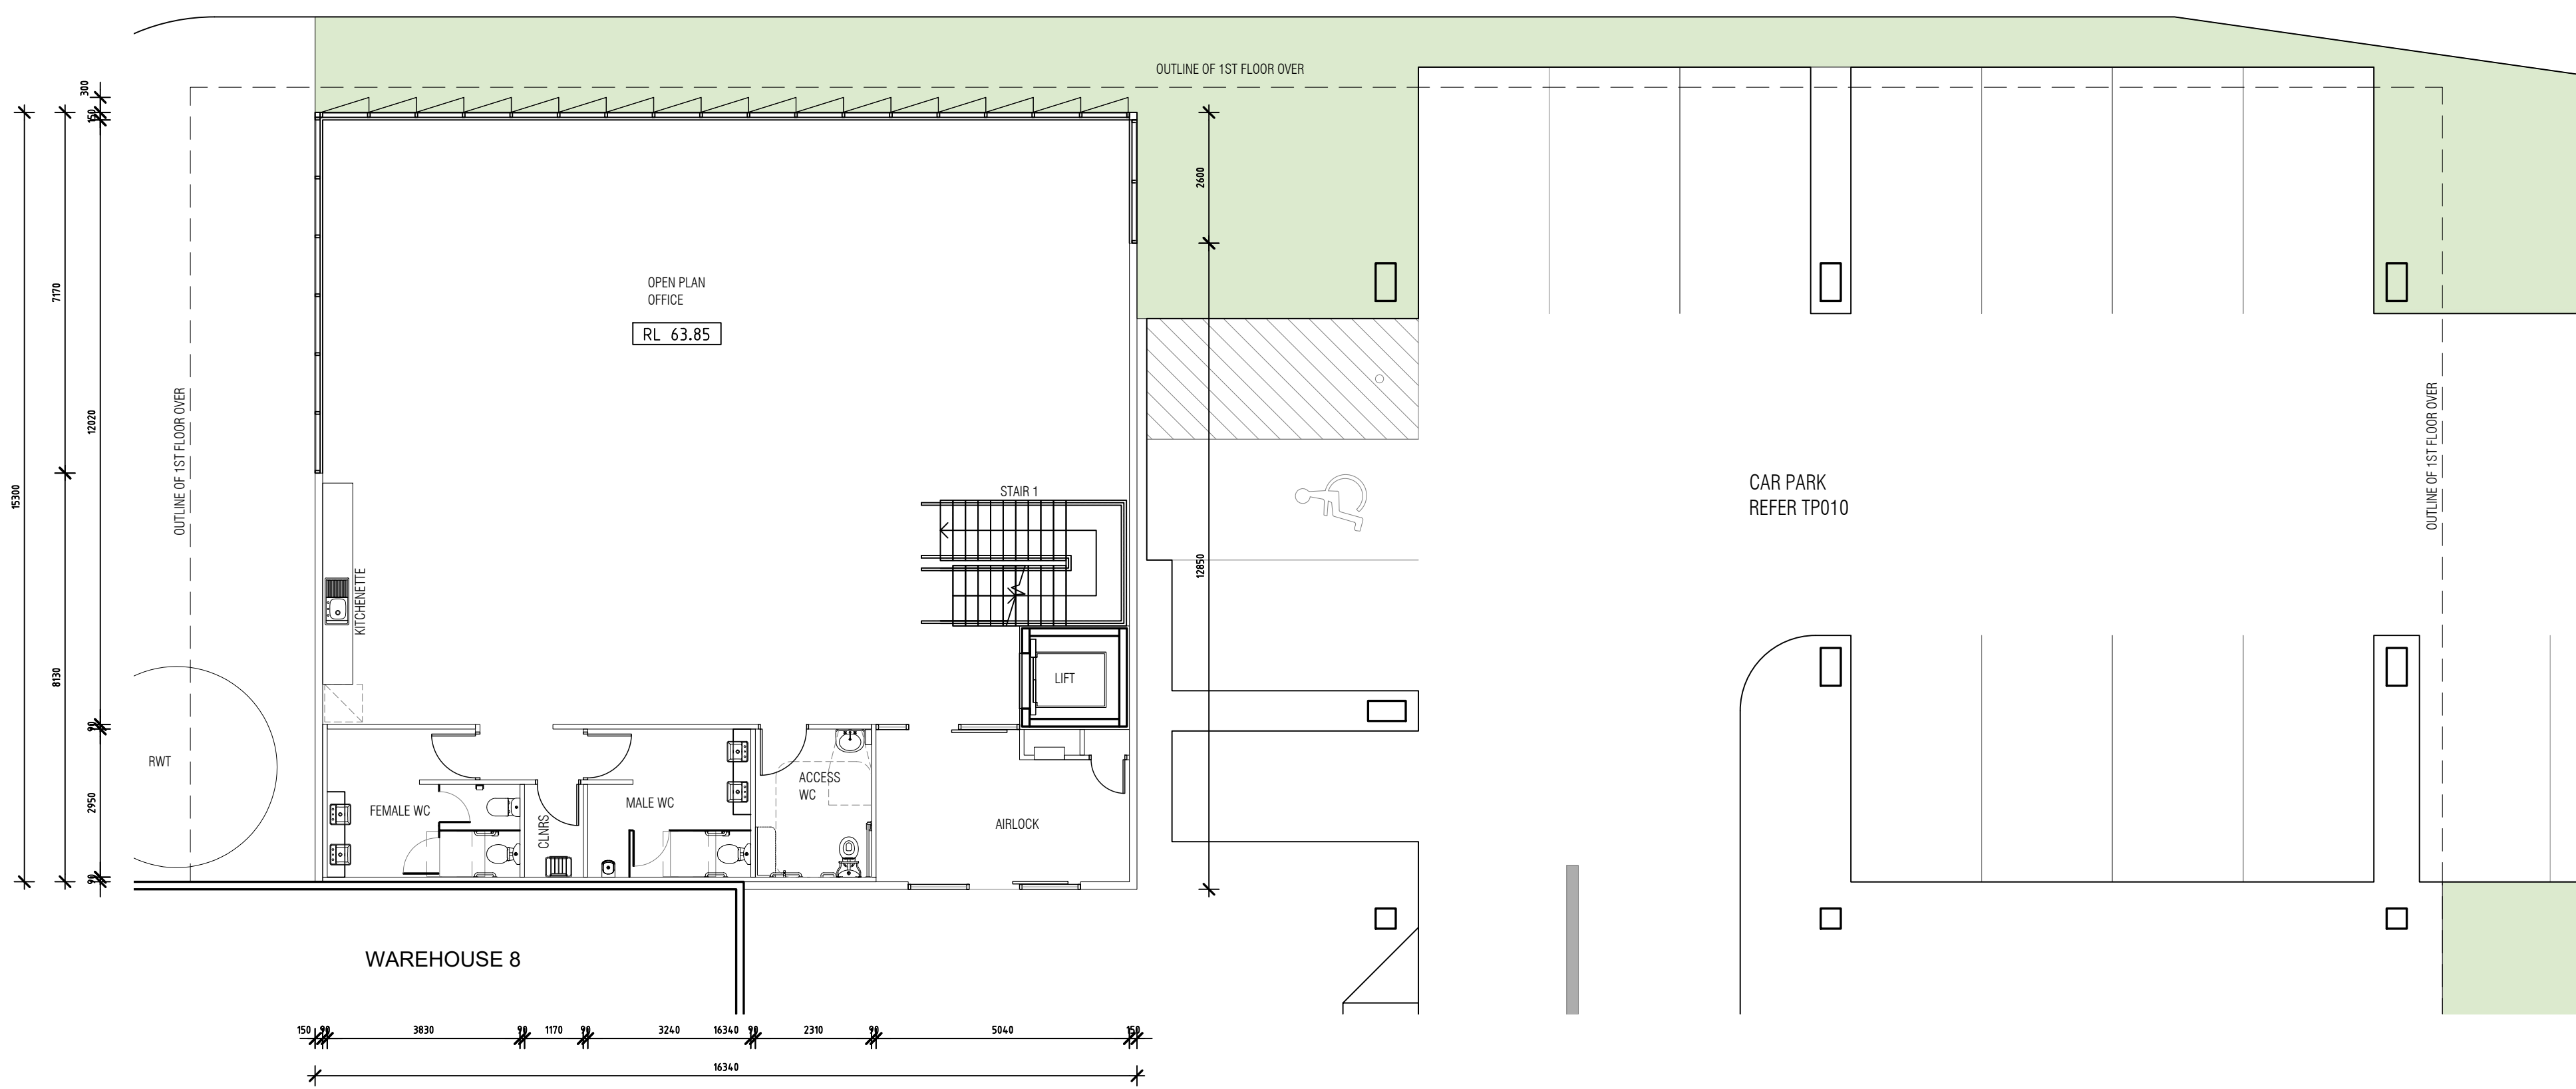 OUTLINE OF 1ST FLOOR OVER
300
150
2600
OPEN PLAN
OFFICE
RL 63.85
7170
12020
15300
OUTLINE OF 1ST FLOOR OVER
OUTLINE OF 1ST FLOOR OVER
CAR PARK
REFER TP010
STAIR 1
12850
KITCHENETTE
LIFT
8130
90
RWT
ACCESS
WC
2950
FEMALE WC
MALE WC
CLNRS
AIRLOCK
90
WAREHOUSE 8
150 90 3830 90 1170 90 3240 16340 90 2310 90 5040 150
16340